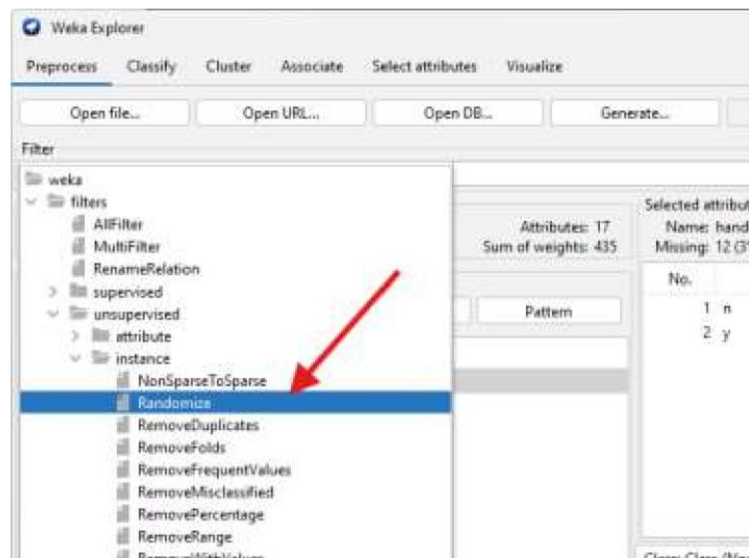 Weka Explorer
Preprocess Classify Cluster Associate Select attributes Visualize
Open file... Open URL... Open DB... Generate...
Filter
weka
filters
AllFilter
MultiFilter
RenameRelation
supervised
unsupervised
attribute
instance
NonSparseToSparse
Randomize
RemoveDuplicates
RemoveFolds
RemoveFrequentValues
RemoveMisclassified
RemovePercentage
RemoveRange
RemoveWithValues
Attributes: 17
Sum of weights: 435
Pattern
Selected attribut
Name: hand
Missing: 12 (3
No.
1 n
2 y